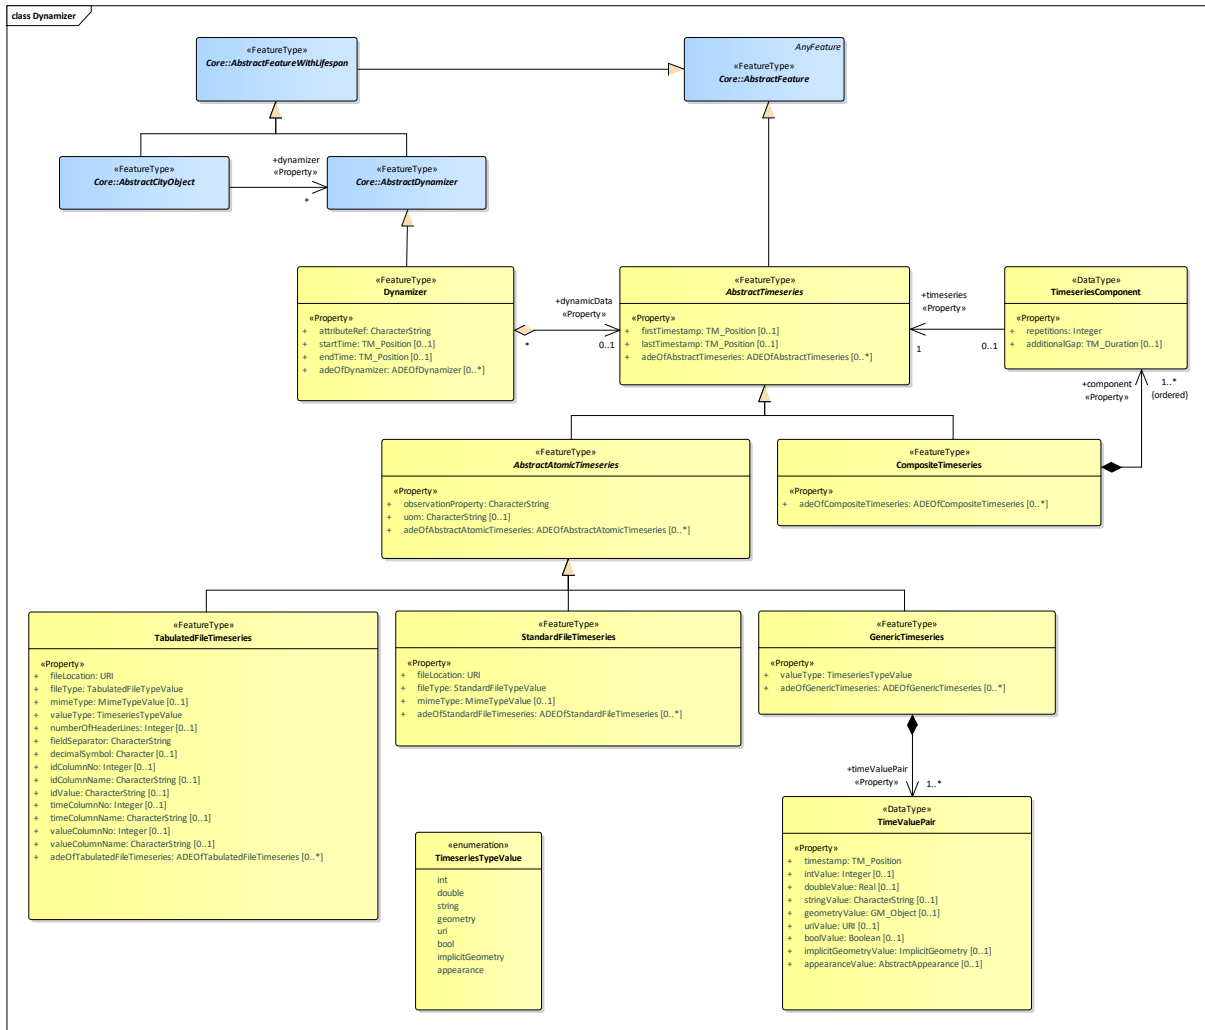 class Dynamizer
«FeatureType»
Core::AbstractFeatureWithLifespan
AnyFeature
«FeatureType»
Core::AbstractFeature
«FeatureType»
Core::AbstractCityObject
+dynamizer
«Property»
*
«FeatureType»
Core::AbstractDynamizer
«FeatureType»
Dynamizer
«Property»
+ attributeRef: CharacterString
+ startTime: TM_Position [0..1]
+ endTime: TM_Position [0..1]
+ adeOfDynamizer: ADEOfDynamizer [0..*]
+dynamicData
«Property»
*
0..1
«FeatureType»
AbstractTimeseries
«Property»
+ firstTimestamp: TM_Position [0..1]
+ lastTimestamp: TM_Position [0..1]
+ adeOfAbstractTimeseries: ADEOfAbstractTimeseries [0..*]
+timeseries
«Property»
1
0..1
«DataType»
TimeseriesComponent
«Property»
+ repetitions: Integer
+ additionalGap: TM_Duration [0..1]
+component
«Property»
1..*
{ordered}
«FeatureType»
AbstractAtomicTimeseries
«Property»
+ observationProperty: CharacterString
+ uom: CharacterString [0..1]
+ adeOfAbstractAtomicTimeseries: ADEOfAbstractAtomicTimeseries [0..*]
«FeatureType»
CompositeTimeseries
«Property»
+ adeOfCompositeTimeseries: ADEOfCompositeTimeseries [0..*]
«FeatureType»
TabulatedFileTimeseries
«Property»
+ fileLocation: URI
+ fileType: TabulatedFileTypeValue
+ mimeType: MimeTypeValue [0..1]
+ valueType: TimeseriesTypeValue
+ numberOfHeaderLines: Integer [0..1]
+ fieldSeparator: CharacterString
+ decimalSymbol: Character [0..1]
+ idColumnNo: Integer [0..1]
+ idColumnName: CharacterString [0..1]
+ idValue: CharacterString [0..1]
+ timeColumnNo: Integer [0..1]
+ timeColumnName: CharacterString [0..1]
+ valueColumnNo: Integer [0..1]
+ valueColumnName: CharacterString [0..1]
+ adeOfTabulatedFileTimeseries: ADEOfTabulatedFileTimeseries [0..*]
«FeatureType»
StandardFileTimeseries
«Property»
+ fileLocation: URI
+ fileType: StandardFileTypeValue
+ mimeType: MimeTypeValue [0..1]
+ adeOfStandardFileTimeseries: ADEOfStandardFileTimeseries [0..*]
«FeatureType»
GenericTimeseries
«Property»
+ valueType: TimeseriesTypeValue
+ adeOfGenericTimeseries: ADEOfGenericTimeseries [0..*]
+timeValuePair
«Property»
1..*
«enumeration»
TimeseriesTypeValue
int
double
string
geometry
uri
bool
implicitGeometry
appearance
«DataType»
TimeValuePair
«Property»
+ timestamp: TM_Position
+ intValue: Integer [0..1]
+ doubleValue: Real [0..1]
+ stringValue: CharacterString [0..1]
+ geometryValue: GM_Object [0..1]
+ uriValue: URI [0..1]
+ boolValue: Boolean [0..1]
+ implicitGeometryValue: ImplicitGeometry [0..1]
+ appearanceValue: AbstractAppearance [0..1]